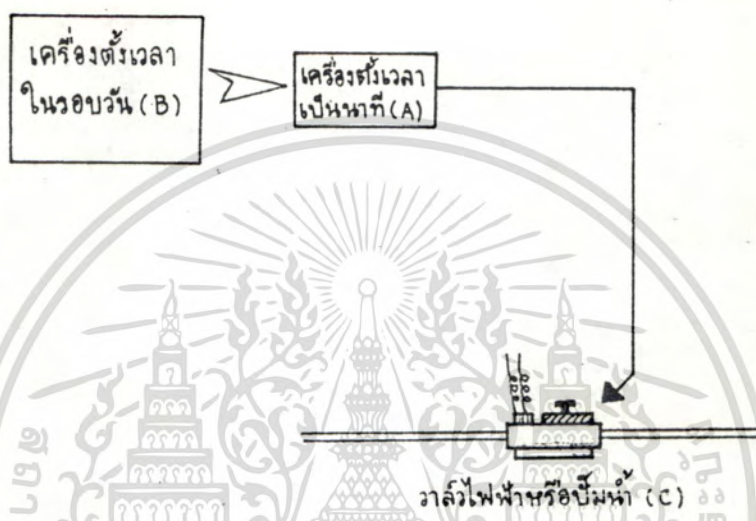 เครื่องตั้งเวลา
ในรอบวัน (B)
เครื่องตั้งเวลา
เป็นนาที (A)
วาล์วไฟฟ้าหรือปั๊มน้ำ (C)